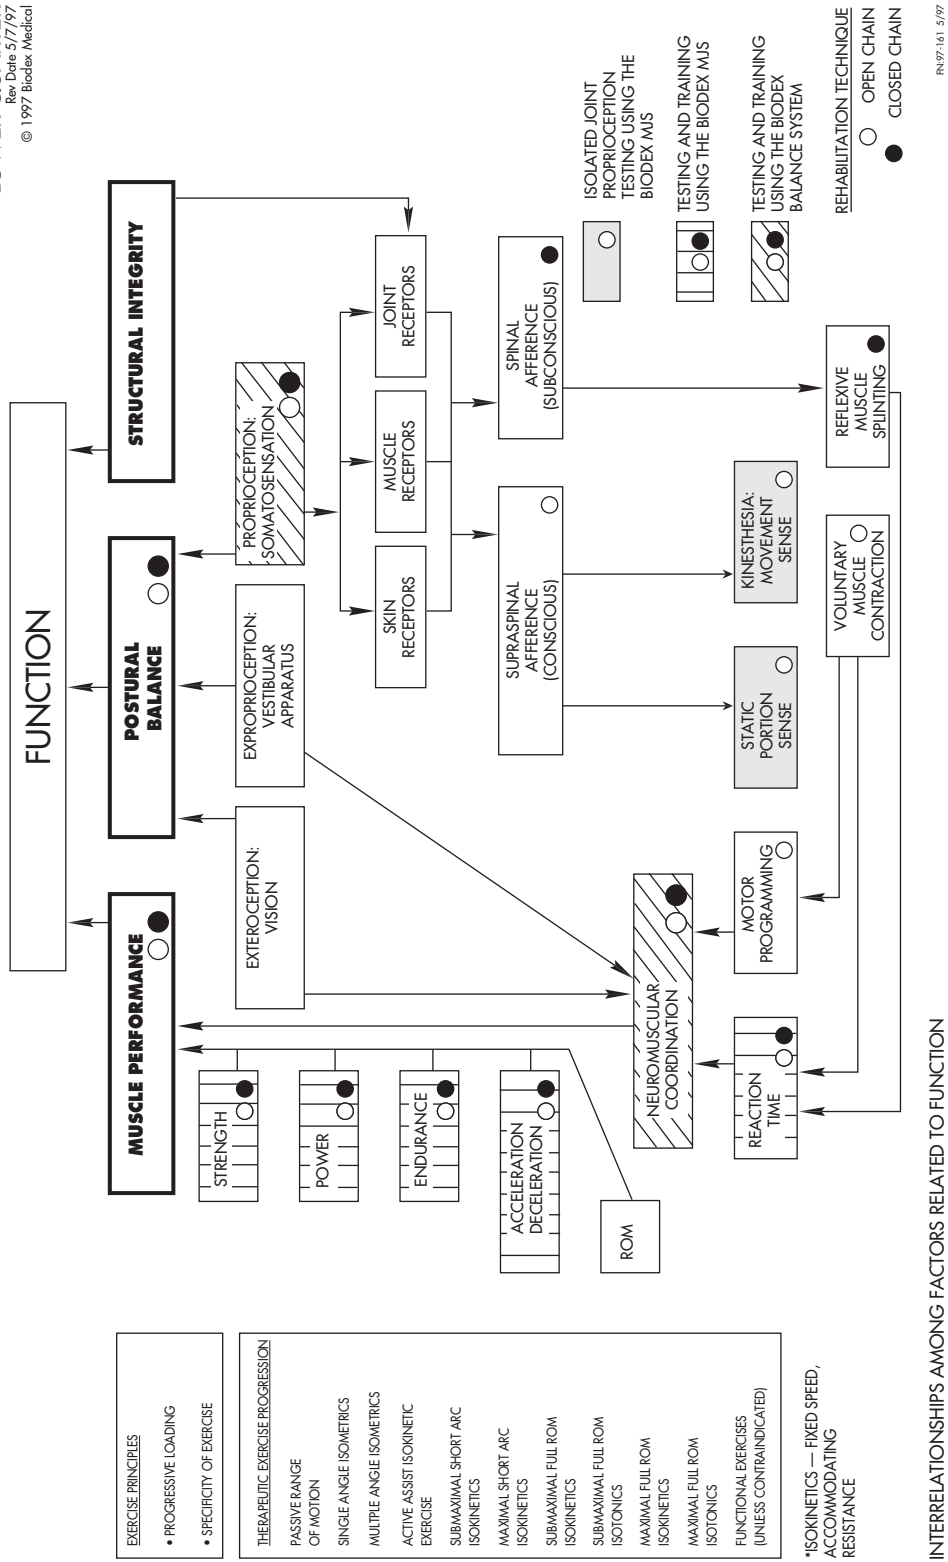 Rev Date 5/7/97
© 1997 Biodex Medical
FUNCTION
MUSCLE PERFORMANCE
POSTURAL
BALANCE
STRUCTURAL INTEGRITY
EXTEROCEPTION:
VISION
EXPROPRIOCEPTION:
VESTIBULAR
APPARATUS
PROPRIOCEPTION:
SOMATOSENSATION
STRENGTH
POWER
ENDURANCE
ACCELERATION
DECELERATION
ROM
SKIN
RECEPTORS
MUSCLE
RECEPTORS
JOINT
RECEPTORS
SUPRASPINAL
AFFERENCE
(CONSCIOUS)
SPINAL
AFFERENCE
(SUBCONSCIOUS)
NEUROMUSCULAR
COORDINATION
REACTION
TIME
MOTOR
PROGRAMMING
STATIC
PORTION
SENSE
KINESTHESIA:
MOVEMENT
SENSE
VOLUNTARY
MUSCLE
CONTRACTION
REFLEXIVE
MUSCLE
SPLINTING
ISOLATED JOINT
PROPRIOCEPTION
TESTING USING THE
BIODEX MJS
TESTING AND TRAINING
USING THE BIODEX MJS
TESTING AND TRAINING
USING THE BIODEX
BALANCE SYSTEM
REHABILITATION TECHNIQUE
OPEN CHAIN
CLOSED CHAIN
EXERCISE PRINCIPLES
• PROGRESSIVE LOADING
• SPECIFICITY OF EXERCISE
THERAPEUTIC EXERCISE PROGRESSION
PASSIVE RANGE
OF MOTION
SINGLE ANGLE ISOMETRICS
MULTIPLE ANGLE ISOMETRICS
ACTIVE ASSIST ISOKINETIC
EXERCISE
SUBMAXIMAL SHORT ARC
ISOKINETICS
MAXIMAL SHORT ARC
ISOKINETICS
SUBMAXIMAL FULL ROM
ISOKINETICS
SUBMAXIMAL FULL ROM
ISOTONICS
MAXIMAL FULL ROM
ISOKINETICS
MAXIMAL FULL ROM
ISOTONICS
FUNCTIONAL EXERCISES
(UNLESS CONTRAINDICATED)
*ISOKINETICS — FIXED SPEED,
ACCOMMODATING
RESISTANCE
INTERRELATIONSHIPS AMONG FACTORS RELATED TO FUNCTION
FN:97-161 5/97